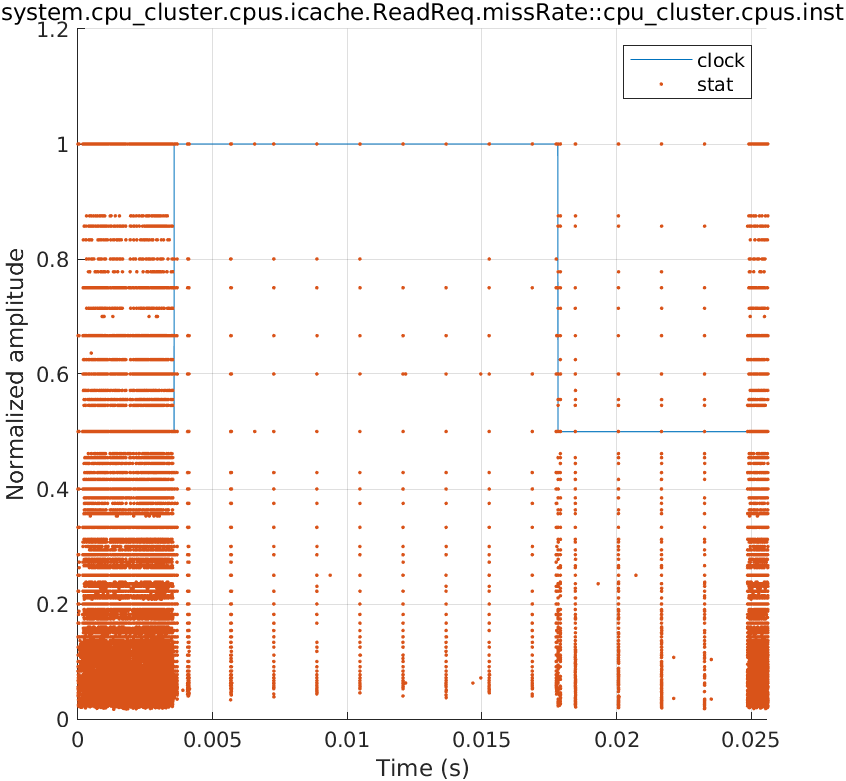 system.cpu_cluster.cpus.icache.ReadReq.missRate::cpu_cluster.cpus.inst
1.2
clock
stat
1
0.8
0.6
0.4
0.2
0
Normalized amplitude
0 0.005 0.01 0.015 0.02 0.025
Time (s)